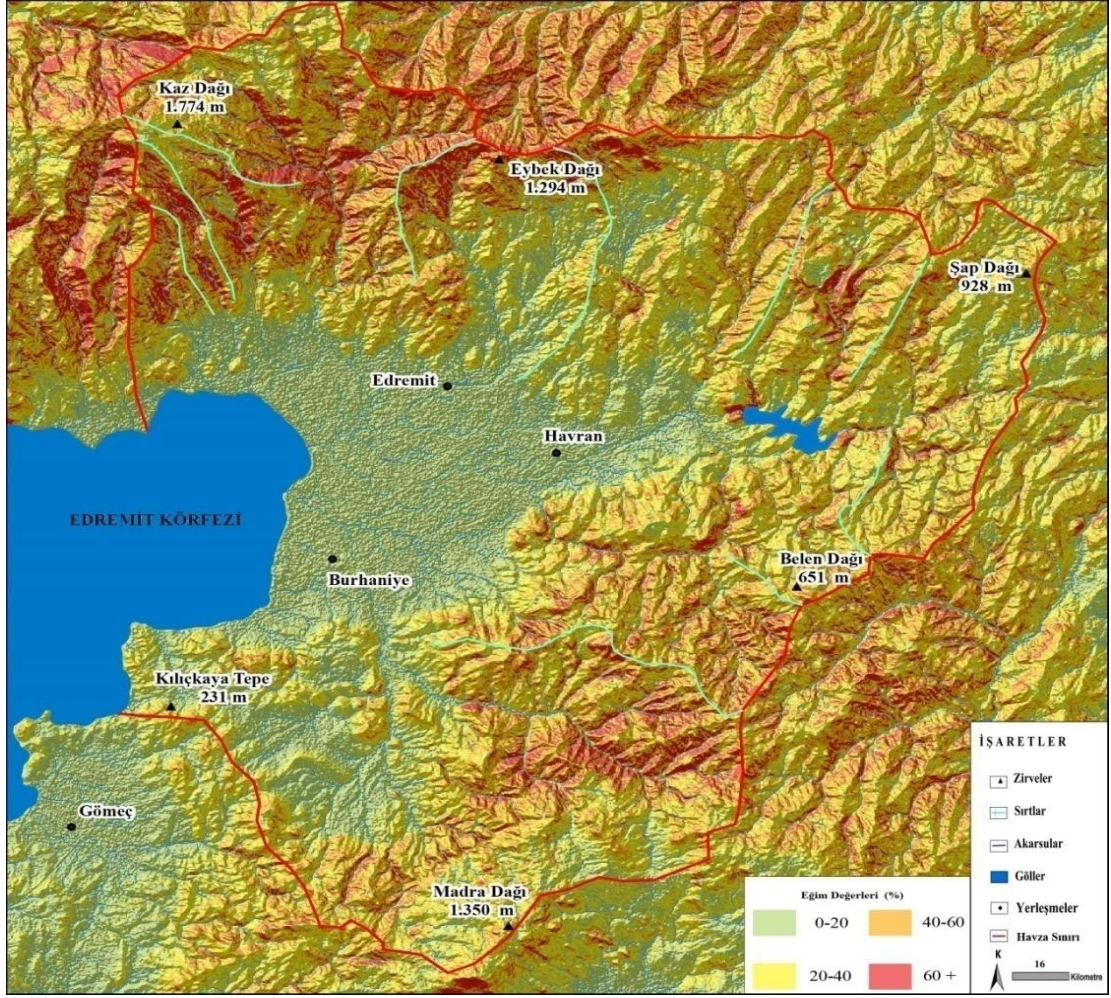 Kaz Dağı
1.774 m
Eybek Dağı
1.294 m
Şap Dağı
928 m
Edremit
Havran
EDREMİT KÖRFEZİ
Burhaniye
Belen Dağı
651 m
Kılıçkaya Tepe
231 m
Gömeç
Madra Dağı
1.350 m
İŞARETLER
Zirveler
Sırtlar
Akarsular
Göller
Yerleşmeler
Havza Sınırı
K
16
Kilometre
Eğim Değerleri (%)
0-20
40-60
20-40
60 +